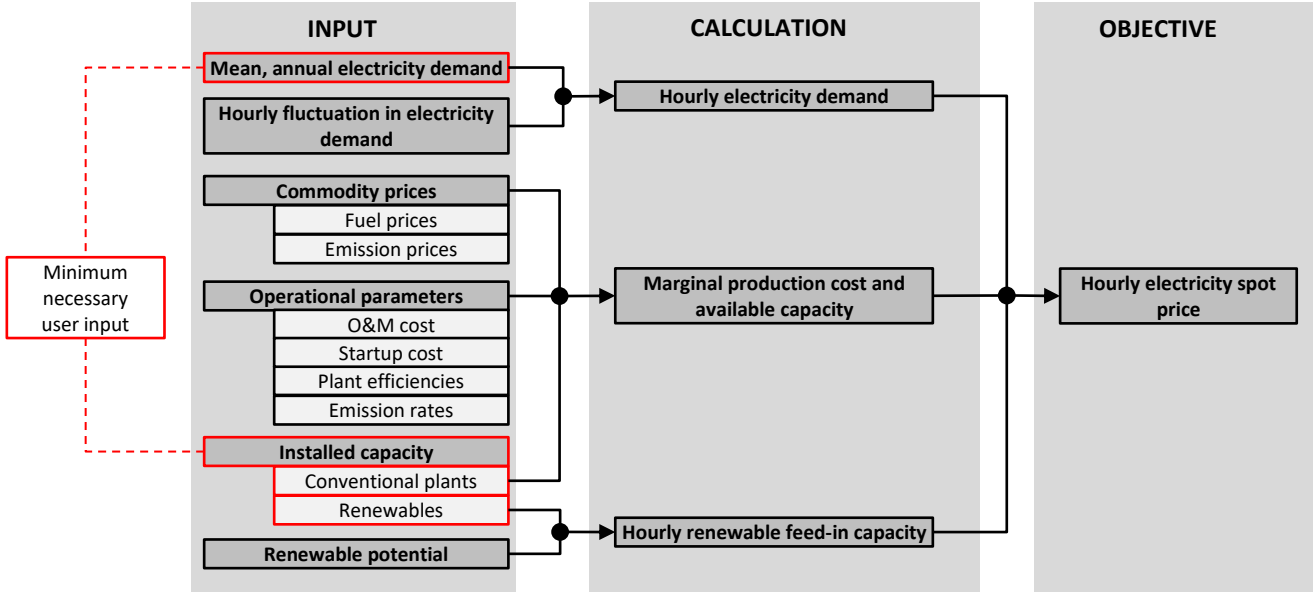 INPUT
CALCULATION
OBJECTIVE
Mean, annual electricity demand
Hourly fluctuation in electricity
demand
Commodity prices
Fuel prices
Emission prices
Operational parameters
O&M cost
Startup cost
Plant efficiencies
Emission rates
Installed capacity
Conventional plants
Renewables
Renewable potential
Minimum
necessary
user input
Hourly electricity demand
Marginal production cost and
available capacity
Hourly renewable feed-in capacity
Hourly electricity spot
price